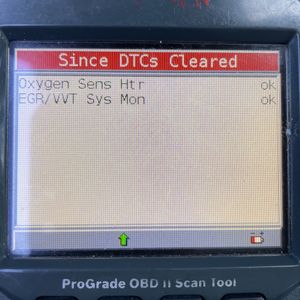 Since DTCs Cleared
Oxygen Sens Htr ok
EGR/VVT Sys Mon ok
- +
ProGrade OBD II Scan Tool